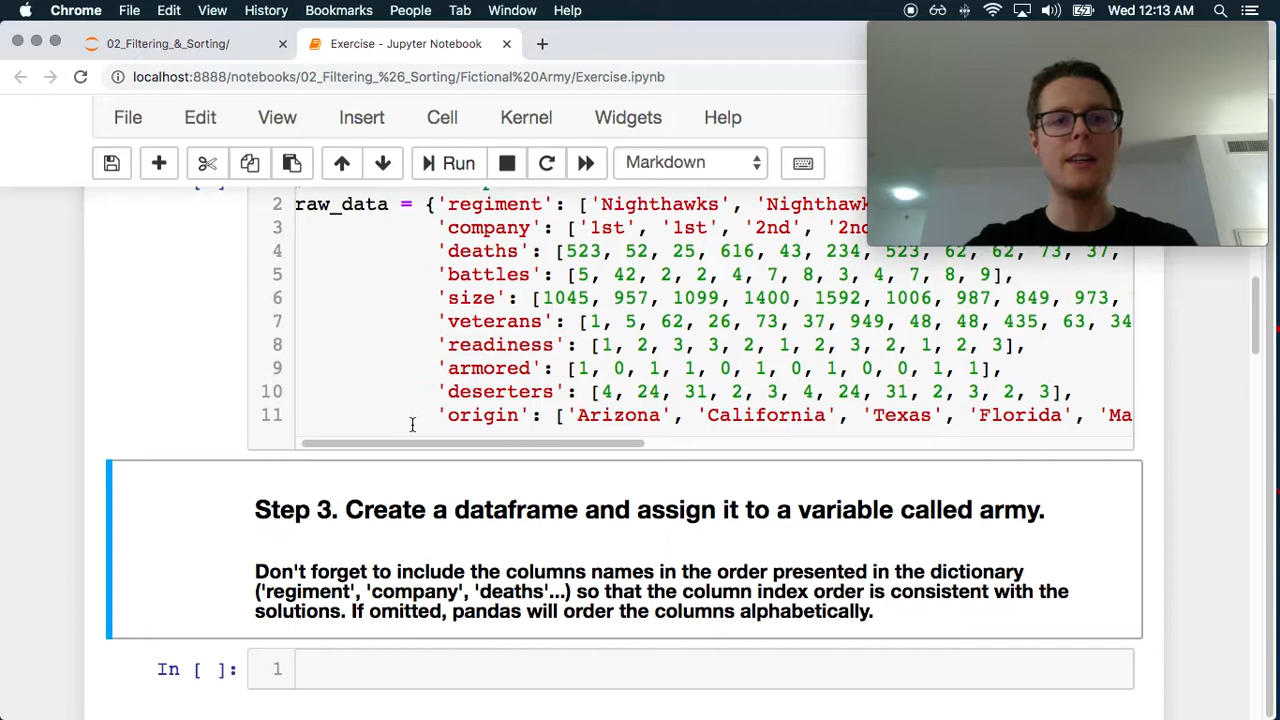 Chrome File Edit View History Bookmarks People Tab Window Help Wed 12:13 AM
02_Filtering_&_Sorting/ Exercise - Jupyter Notebook
localhost:8888/notebooks/02_Filtering_%26_Sorting/Fictional%20Army/Exercise.ipynb
File Edit View Insert Cell Kernel Widgets Help
Run Markdown
2 raw_data = {'regiment': ['Nighthawks',
3 'company': ['1st', '1st', '2nd',
4 'deaths': [523, 52, 25, 616, 43, 234, 523, 62, 62, 73, 37,
5 'battles': [5, 42, 2, 2, 4, 7, 8, 3, 4, 7, 8, 9],
6 'size': [1045, 957, 1099, 1400, 1592, 1006, 987, 849, 973,
7 'veterans': [1, 5, 62, 26, 73, 37, 949, 48, 48, 435, 63, 34
8 'readiness': [1, 2, 3, 3, 2, 1, 2, 3, 2, 1, 2, 3],
9 'armored': [1, 0, 1, 1, 0, 1, 0, 1, 0, 0, 1, 1],
10 'deserters': [4, 24, 31, 2, 3, 4, 24, 31, 2, 3, 2, 3],
11 'origin': ['Arizona', 'California', 'Texas', 'Florida',
Step 3. Create a dataframe and assign it to a variable called army.
Don't forget to include the columns names in the order presented in the dictionary
('regiment', 'company', 'deaths'...) so that the column index order is consistent with the
solutions. If omitted, pandas will order the columns alphabetically.
In [ ]: 1